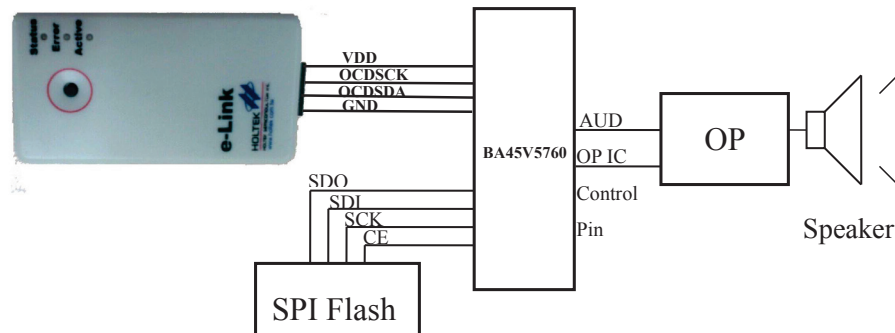 Status
Error
Active
e-Link
HOLTEK
VDD
OCDSCK
OCDSDA
GND
BA45V5760
AUD
OP IC
Control
Pin
OP
Speaker
SDO
SDI
SCK
CE
SPI Flash